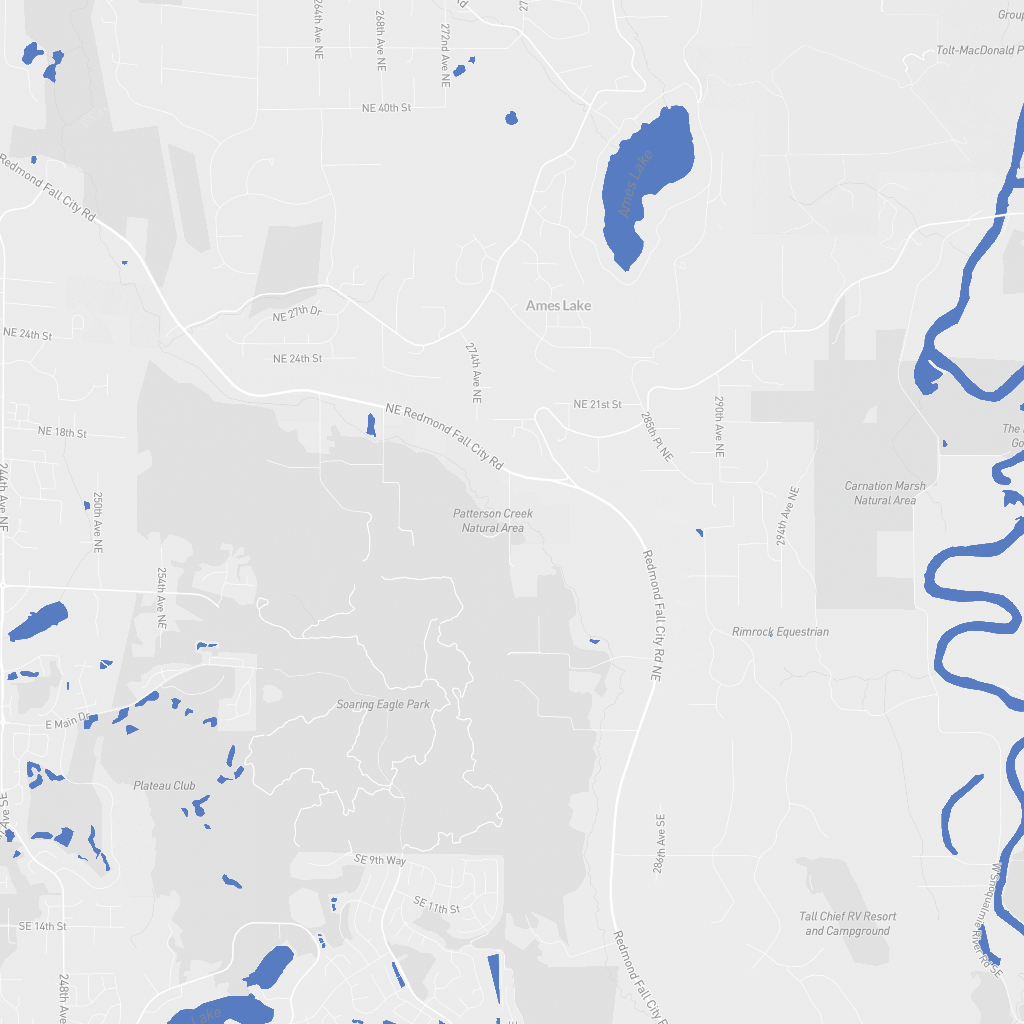 264th Ave NE
268th Ave NE
272nd Ave NE
27
Rd
Group
Tolt-MacDonald P
NE 40th St
Redmond Fall City Rd
Ames Lake
Ames Lake
NE 27th Dr
NE 24th St
NE 24th St
274th Ave NE
NE 21st St
285th Pl NE
290th Ave NE
NE Redmond Fall City Rd
NE 18th St
The
Go
244th Ave NE
250th Ave NE
Carnation Marsh
Natural Area
294th Ave NE
Patterson Creek
Natural Area
254th Ave NE
Redmond Fall City Rd NE
Rimrock Equestrian
Soaring Eagle Park
E Main Dr
Plateau Club
Ave SE
286th Ave SE
SE 9th Way
SE 11th St
W Snoqualmie River Rd SE
Tall Chief RV Resort
and Campground
SE 14th St
Redmond Fall City R
248th Ave
Lake
SE